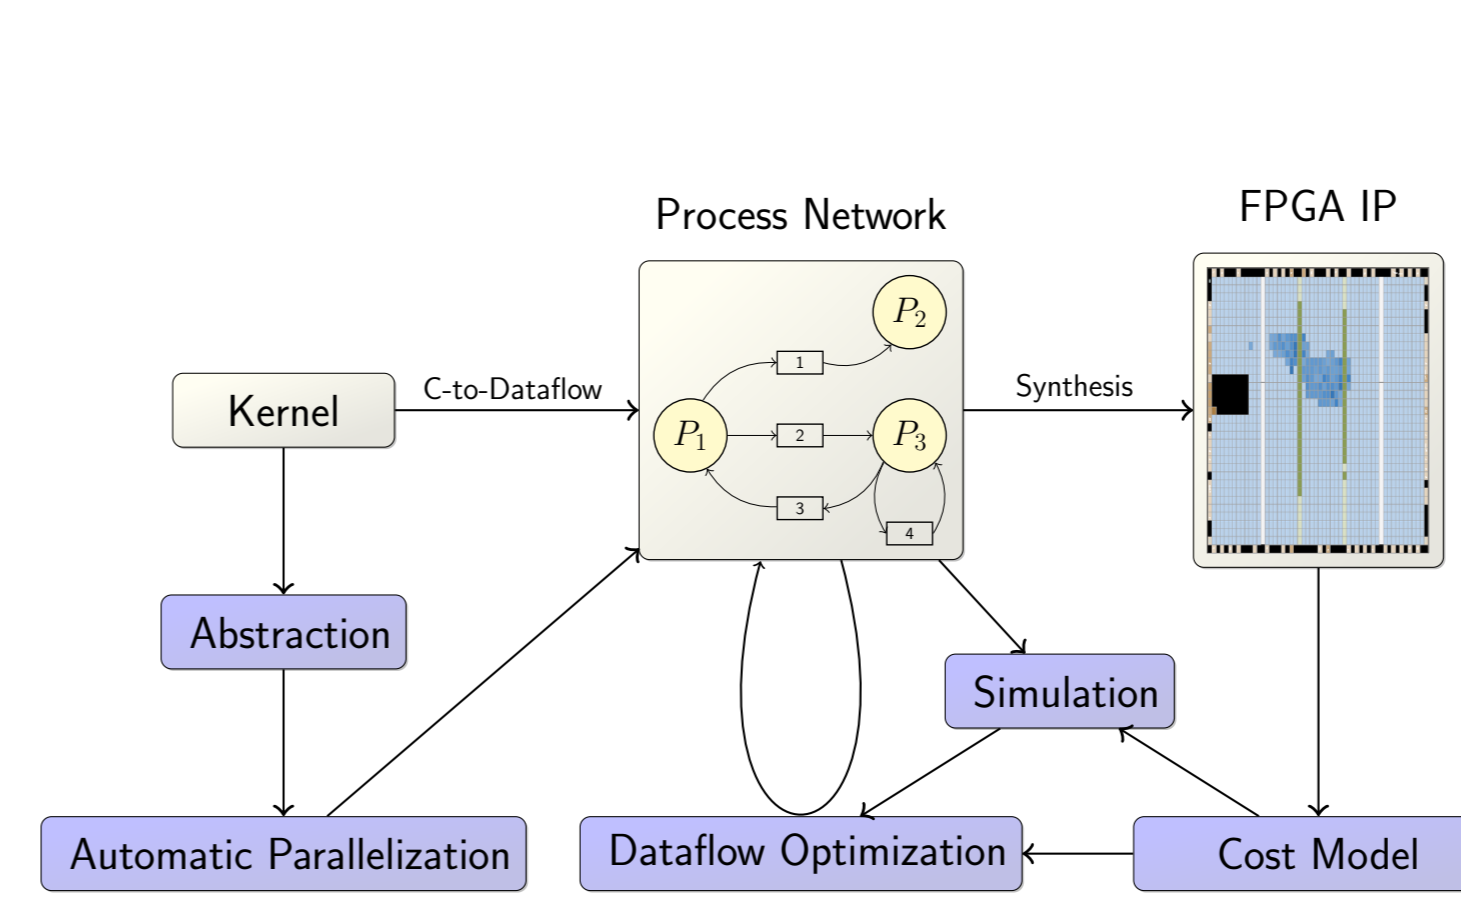 Process Network
FPGA IP
P2
1
Kernel
C-to-Dataflow
Synthesis
P1
2
P3
3
4
Abstraction
Simulation
Automatic Parallelization
Dataflow Optimization
Cost Model